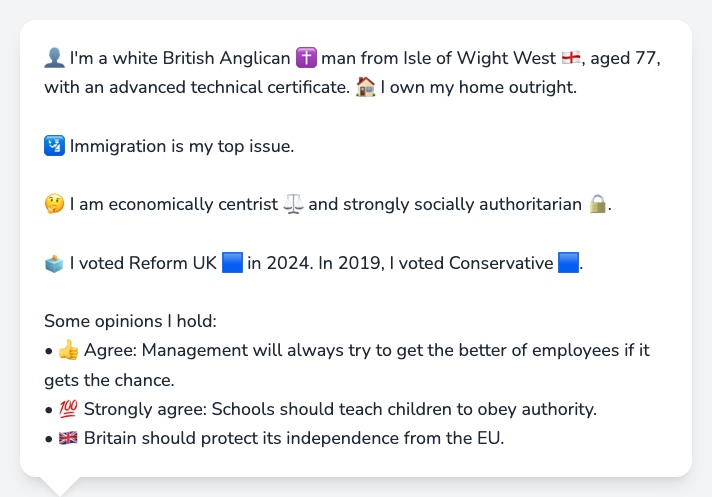 👤 I'm a white British Anglican ✝️ man from Isle of Wight West 🏴󠁧󠁢󠁥󠁮󠁧󠁿, aged 77,
with an advanced technical certificate. 🏠 I own my home outright.
🛂 Immigration is my top issue.
🤔 I am economically centrist ⚖️ and strongly socially authoritarian 🔒.
🗳️ I voted Reform UK 🟦 in 2024. In 2019, I voted Conservative 🟦.
Some opinions I hold:
• 👍 Agree: Management will always try to get the better of employees if it
gets the chance.
• 💯 Strongly agree: Schools should teach children to obey authority.
• 🇬🇧 Britain should protect its independence from the EU.